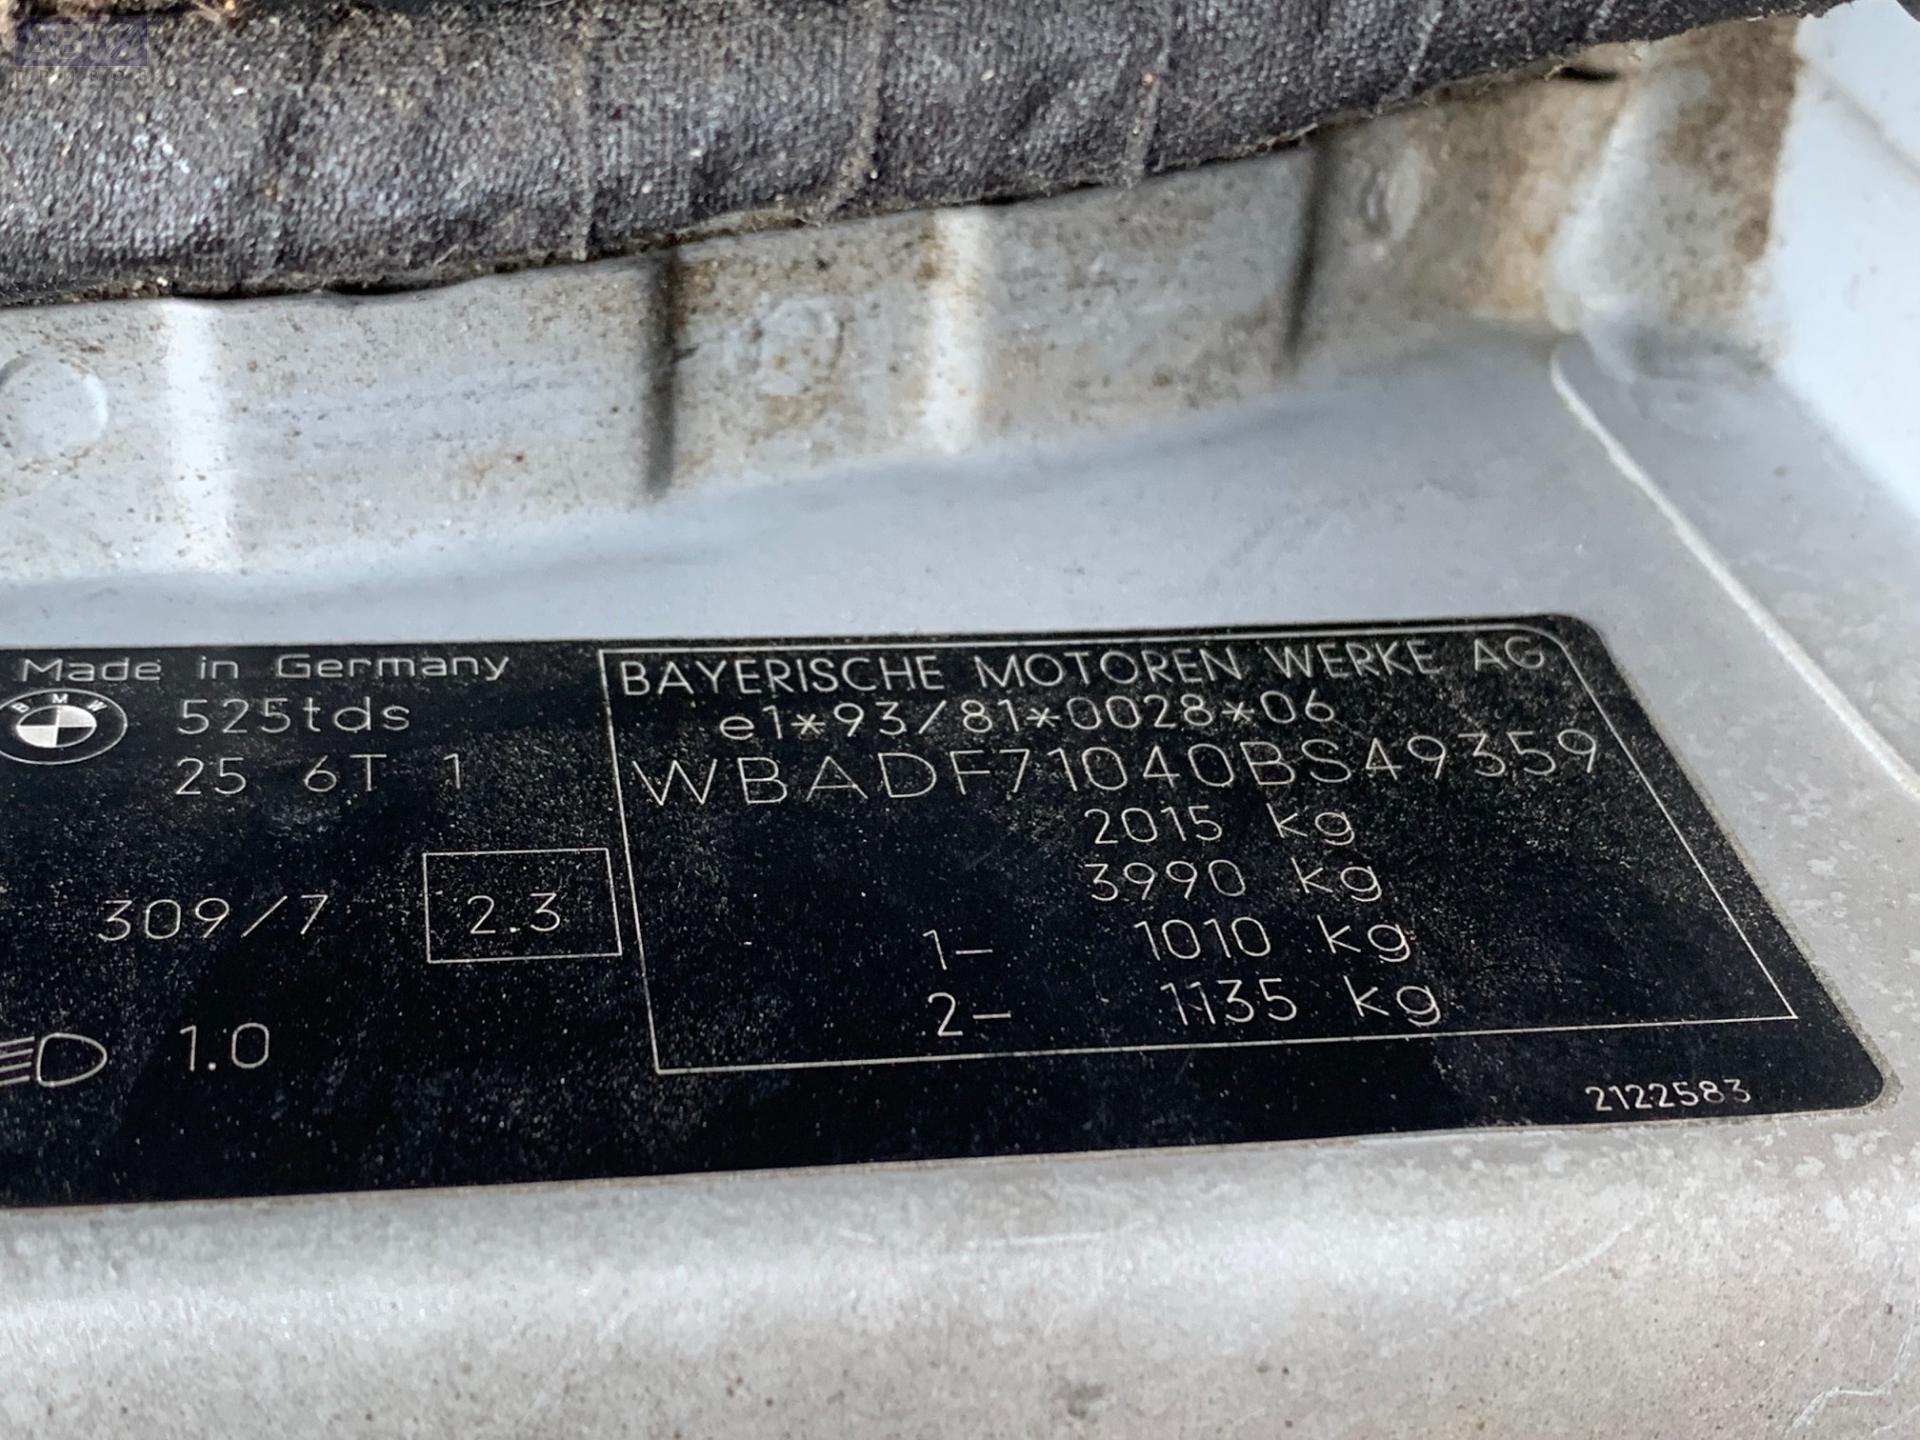 Made in Germany
BMW
525tds
25 6T 1
309/7
2.3
1.0
BAYERISCHE MOTOREN WERKE AG
e1*93/81*0028*06
WBADF71040BS49359
2015 kg
3990 kg
1- 1010 kg
2- 1135 kg
2122583